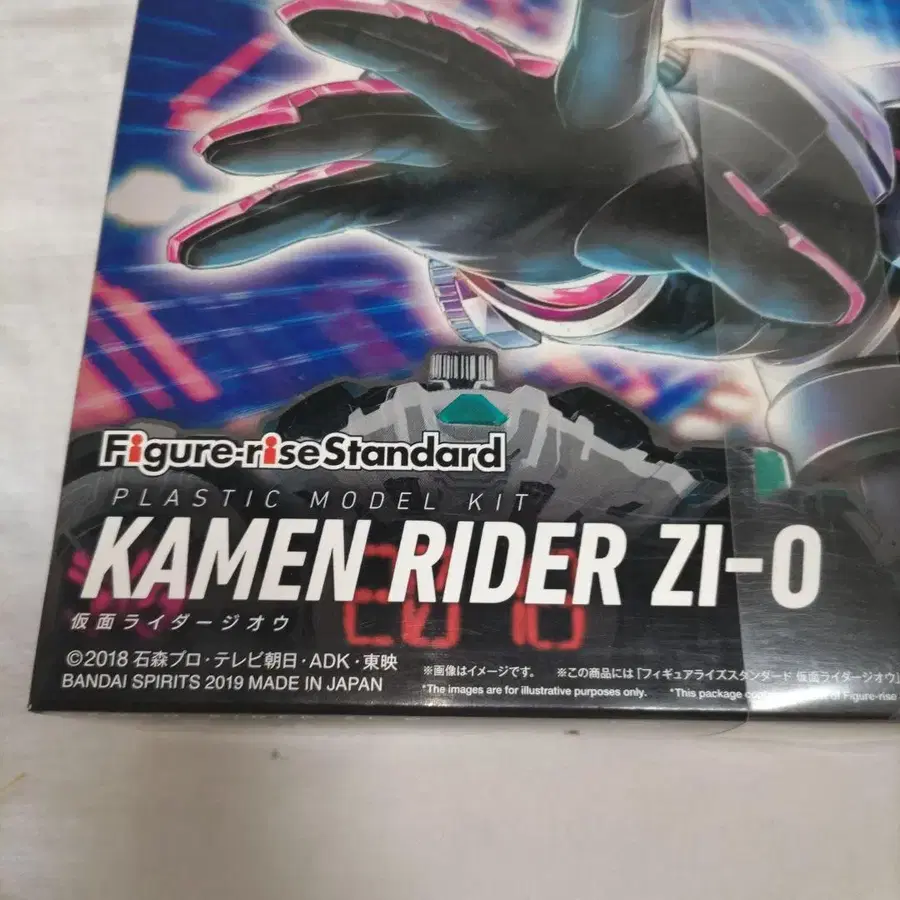 Figure-riseStandard
PLASTIC MODEL KIT
KAMEN RIDER ZI-O
仮面ライダージオウ
2018
©2018 石森プロ・テレビ朝日・ADK・東映
BANDAI SPIRITS 2019 MADE IN JAPAN
※画像はイメージです。 ※この商品には「フィギュアライズスタンダード 仮面ライダージオウ」
*The images are for illustrative purposes only. *This package of Figure-rise